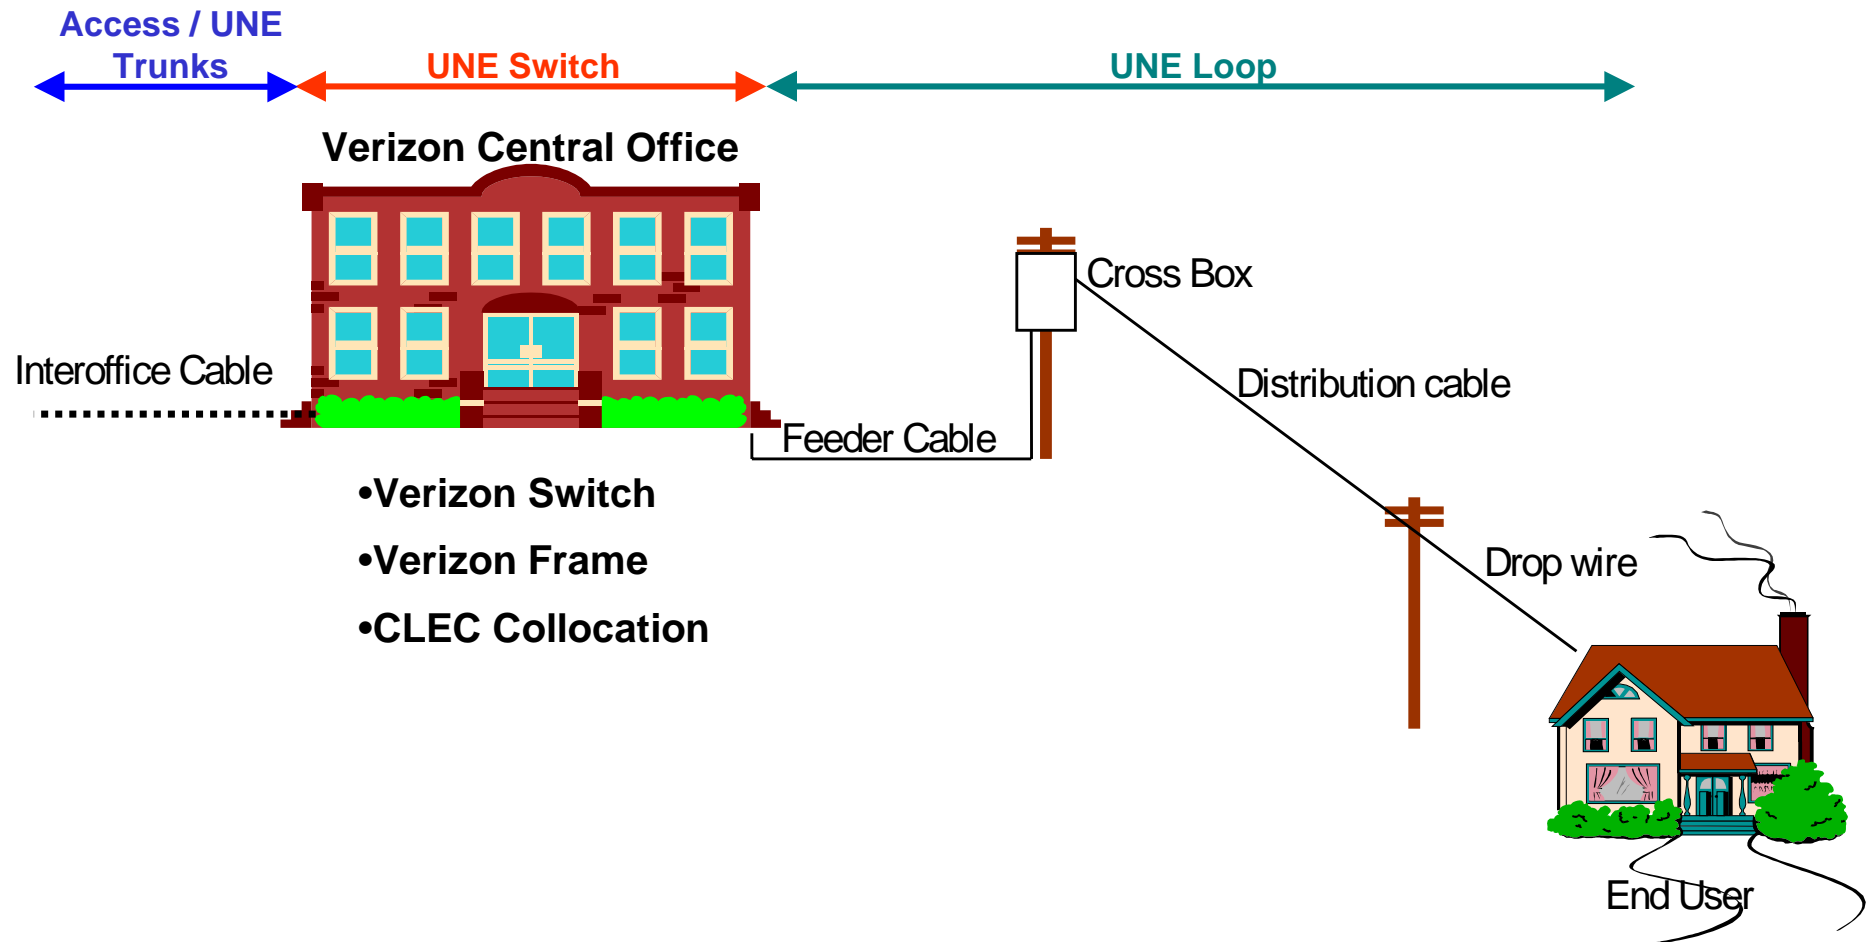 Access / UNE
Trunks
UNE Switch
UNE Loop
Verizon Central Office
Cross Box
Interoffice Cable
Distribution cable
Feeder Cable
•Verizon Switch
•Verizon Frame
Drop wire
•CLEC Collocation
End User